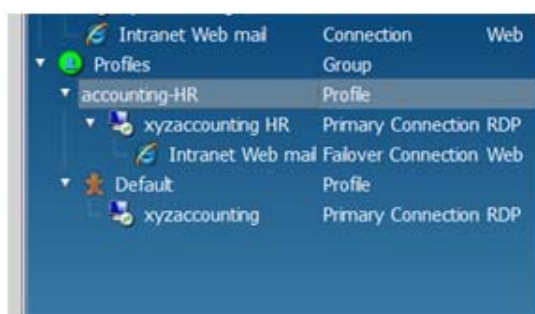 Intranet Web mail Connection Web
Profiles Group
accounting-HR Profile
xyzaccounting HR Primary Connection RDP
Intranet Web mail Failover Connection Web
Default Profile
xyzaccounting Primary Connection RDP